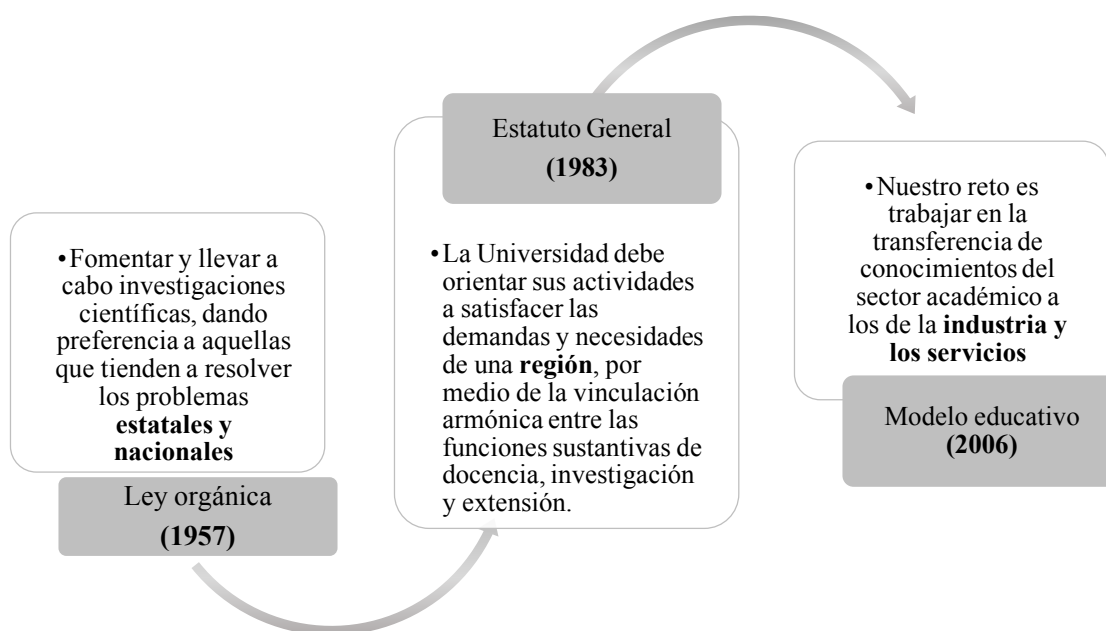 •Fomentar y llevar a
cabo investigaciones
científicas, dando
preferencia a aquellas
que tienden a resolver
los problemas
estatales y
nacionales
Ley orgánica
(1957)
Estatuto General
(1983)
•La Universidad debe
orientar sus actividades
a satisfacer las
demandas y necesidades
de una región, por
medio de la vinculación
armónica entre las
funciones sustantivas de
docencia, investigación
y extensión.
•Nuestro reto es
trabajar en la
transferencia de
conocimientos del
sector académico a
los de la industria y
los servicios
Modelo educativo
(2006)